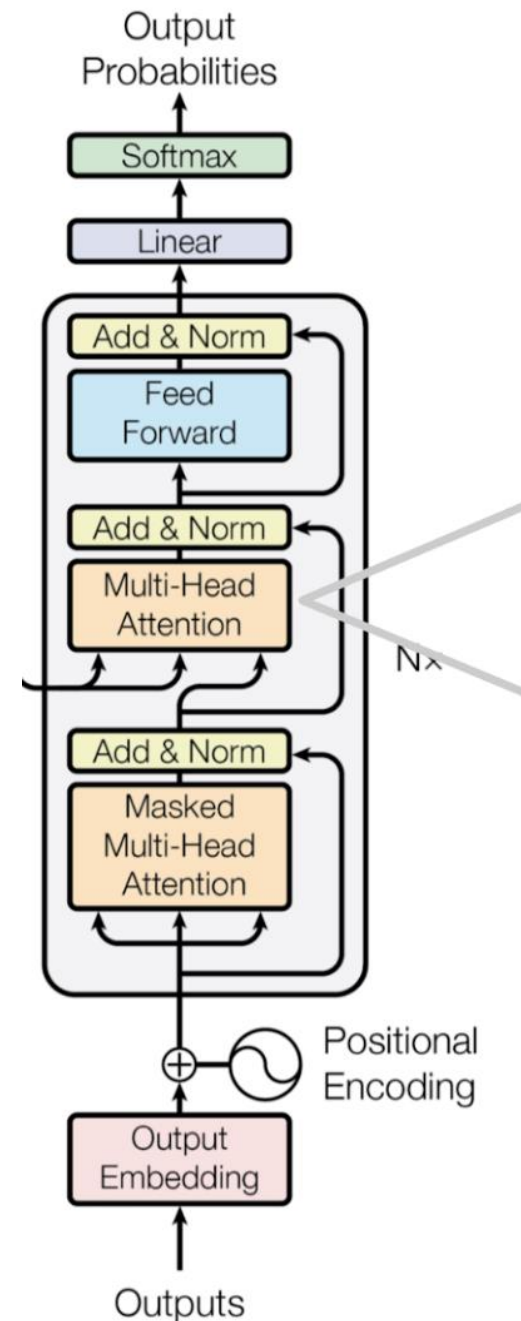 Output
Probabilities
Softmax
Linear
Add & Norm
Feed
Forward
Add & Norm
Multi-Head
Attention
N×
Add & Norm
Masked
Multi-Head
Attention
Positional
Encoding
Output
Embedding
Outputs